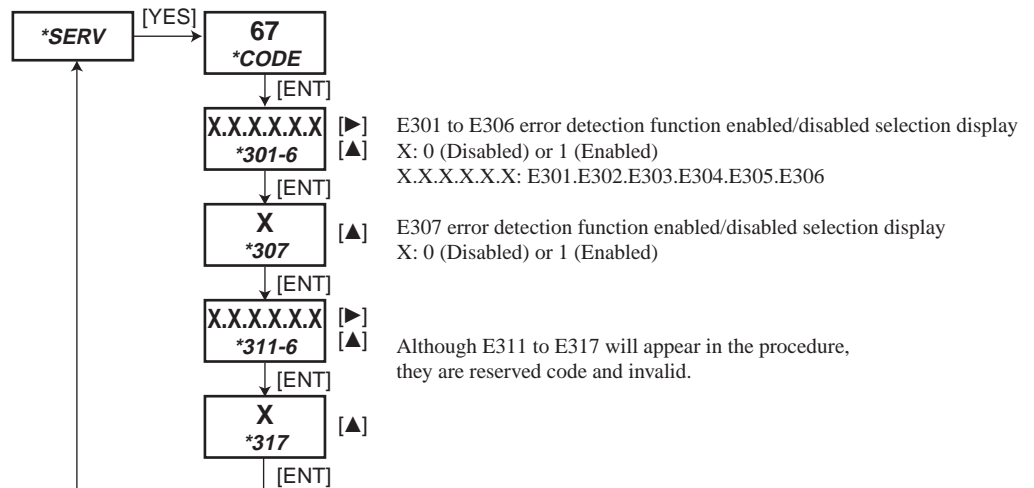 [YES]
*SERV
67
*CODE
[ENT]
X.X.X.X.X.X
*301-6
[►]
[▲]
E301 to E306 error detection function enabled/disabled selection display
X: 0 (Disabled) or 1 (Enabled)
X.X.X.X.X.X: E301.E302.E303.E304.E305.E306
[ENT]
X
*307
[▲]
E307 error detection function enabled/disabled selection display
X: 0 (Disabled) or 1 (Enabled)
[ENT]
X.X.X.X.X.X
*311-6
[►]
[▲]
Although E311 to E317 will appear in the procedure,
they are reserved code and invalid.
[ENT]
X
*317
[▲]
[ENT]